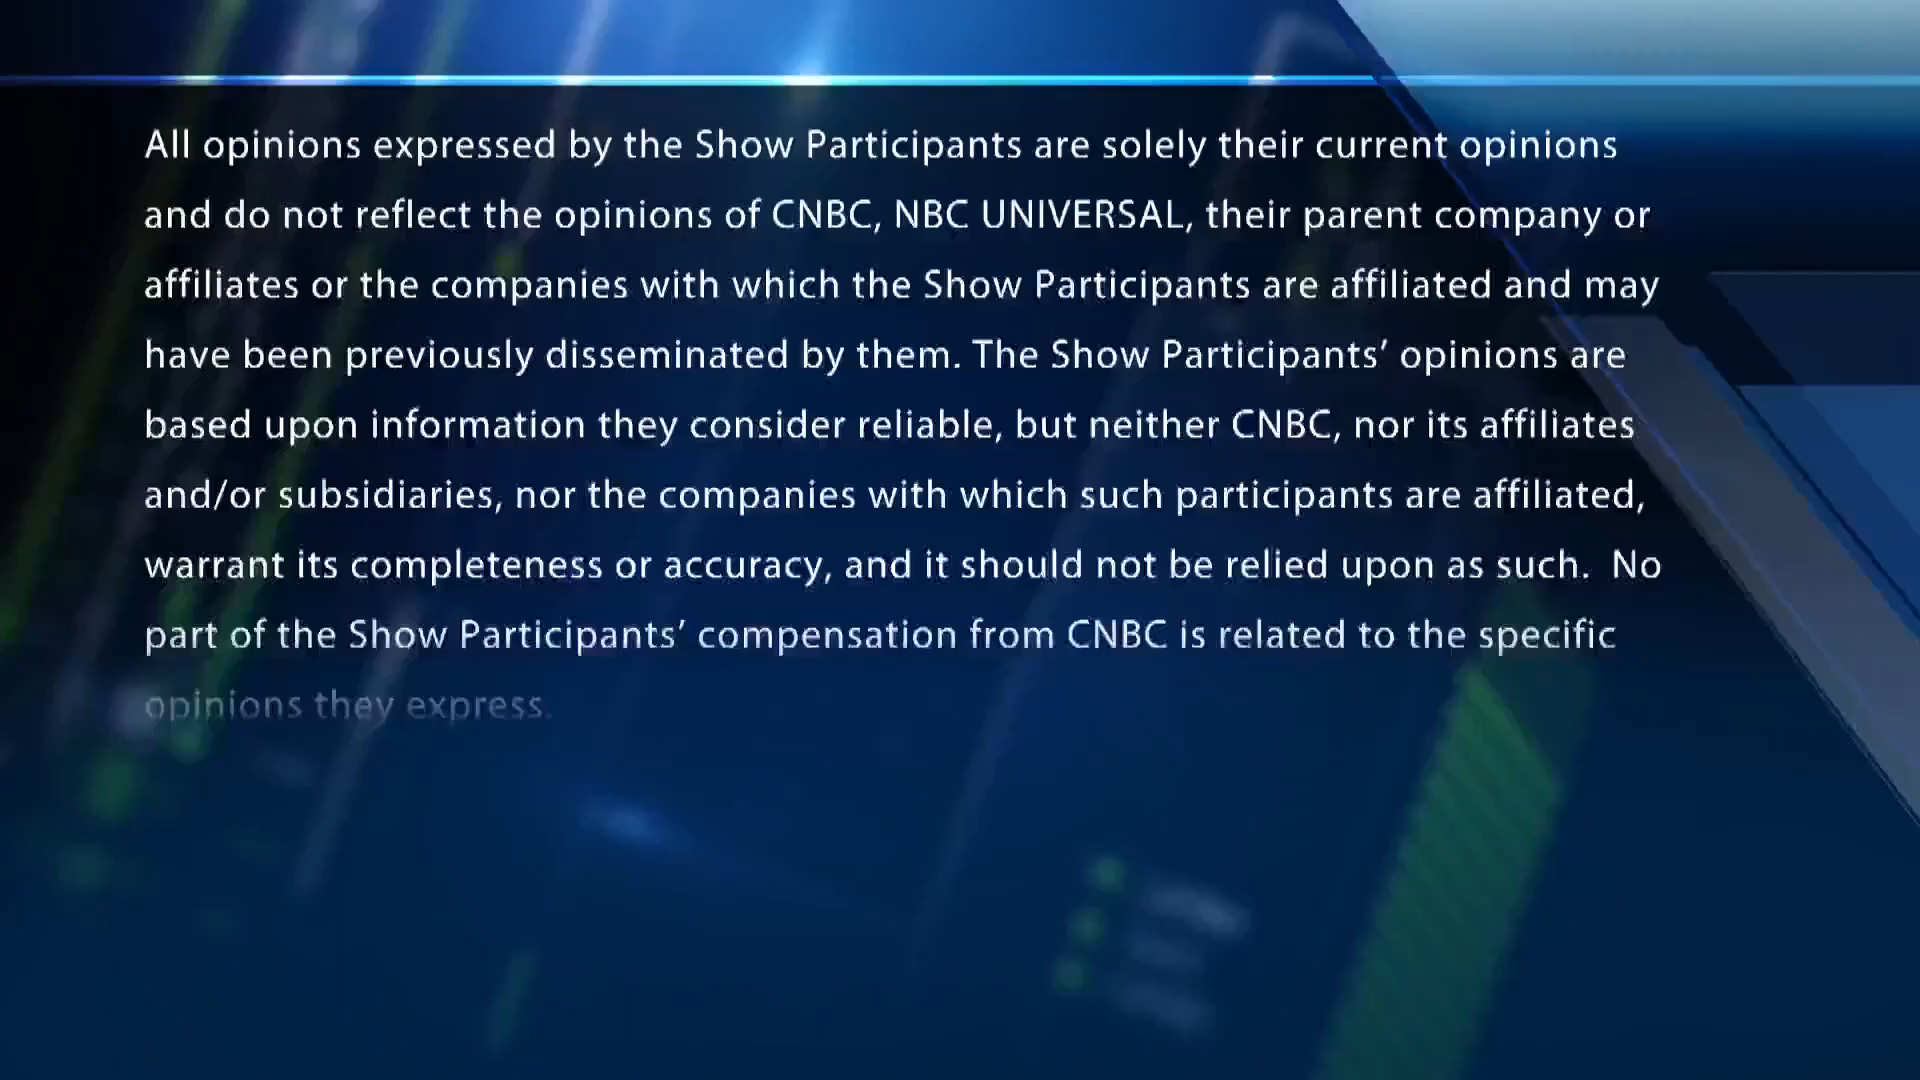 All opinions expressed by the Show Participants are solely their current opinions
and do not reflect the opinions of CNBC, NBC UNIVERSAL, their parent company or
affiliates or the companies with which the Show Participants are affiliated and may
have been previously disseminated by them. The Show Participants’ opinions are
based upon information they consider reliable, but neither CNBC, nor its affiliates
and/or subsidiaries, nor the companies with which such participants are affiliated,
warrant its completeness or accuracy, and it should not be relied upon as such.  No
part of the Show Participants’ compensation from CNBC is related to the specific
opinions they express.